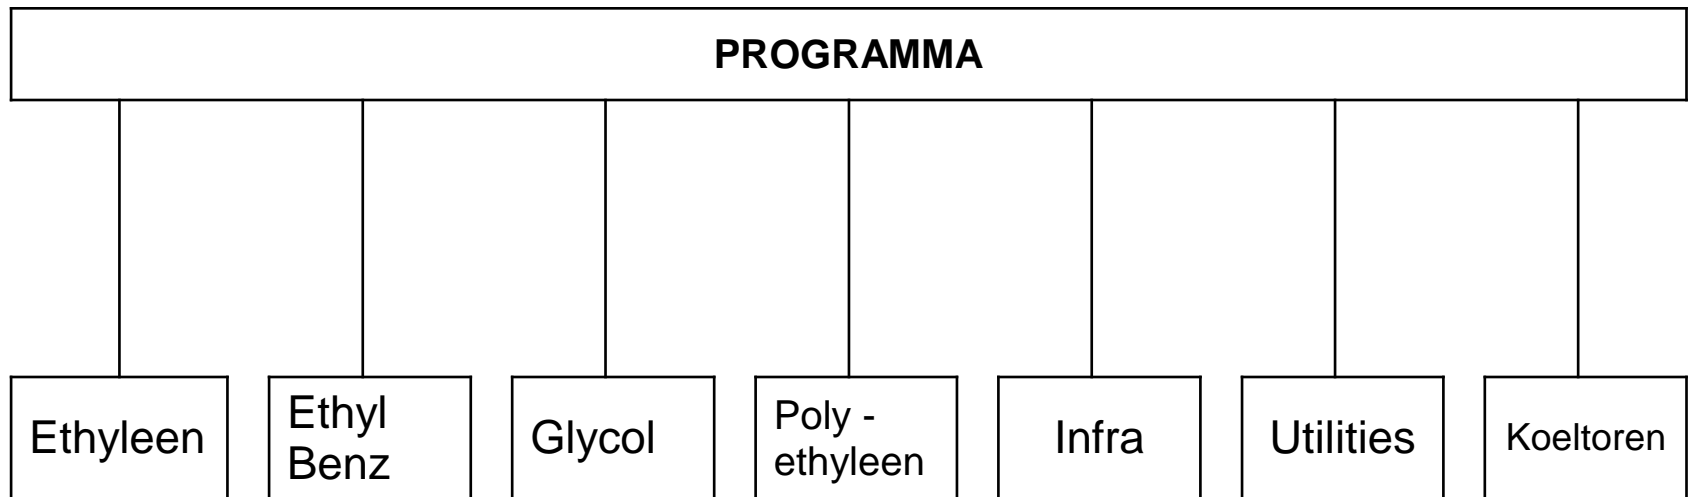 PROGRAMMA
Ethyleen
Ethyl
Benz
Glycol
Poly -
ethyleen
Infra
Utilities
Koeltoren